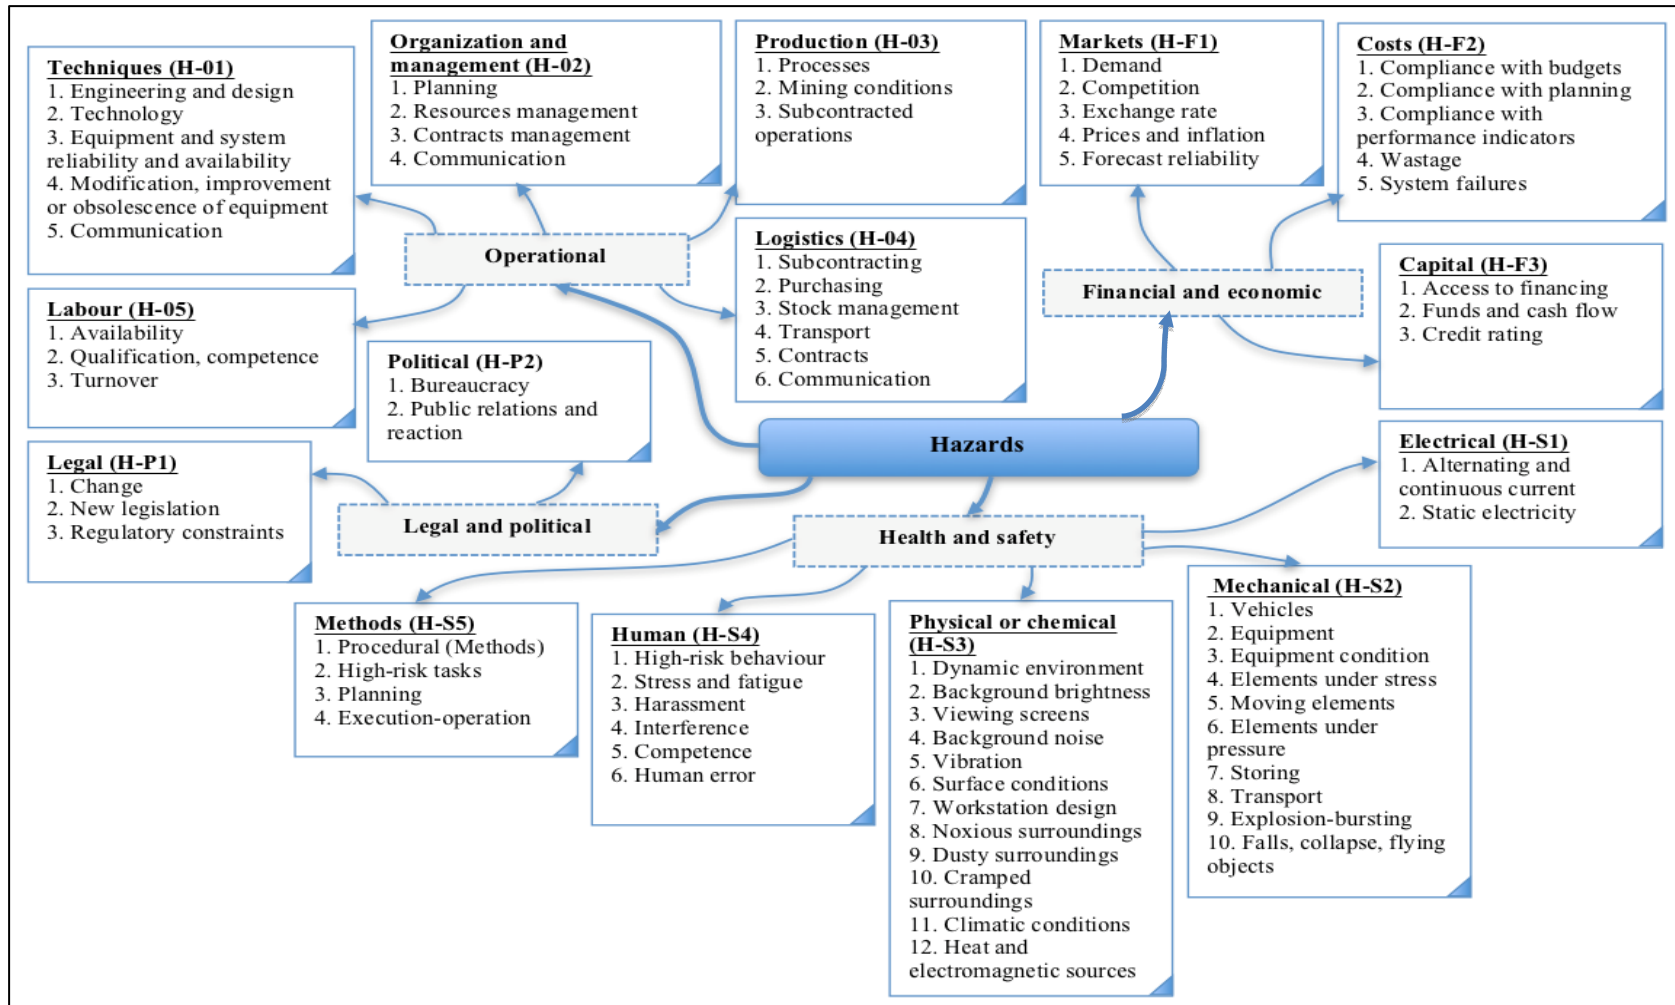 Techniques (H-01)
1. Engineering and design
2. Technology
3. Equipment and system
reliability and availability
4. Modification, improvement
or obsolescence of equipment
5. Communication
Organization and
management (H-02)
1. Planning
2. Resources management
3. Contracts management
4. Communication
Production (H-03)
1. Processes
2. Mining conditions
3. Subcontracted
operations
Markets (H-F1)
1. Demand
2. Competition
3. Exchange rate
4. Prices and inflation
5. Forecast reliability
Costs (H-F2)
1. Compliance with budgets
2. Compliance with planning
3. Compliance with
performance indicators
4. Wastage
5. System failures
Operational
Logistics (H-04)
1. Subcontracting
2. Purchasing
3. Stock management
4. Transport
5. Contracts
6. Communication
Financial and economic
Capital (H-F3)
1. Access to financing
2. Funds and cash flow
3. Credit rating
Labour (H-05)
1. Availability
2. Qualification, competence
3. Turnover
Political (H-P2)
1. Bureaucracy
2. Public relations and
reaction
Hazards
Legal (H-P1)
1. Change
2. New legislation
3. Regulatory constraints
Legal and political
Health and safety
Electrical (H-S1)
1. Alternating and
continuous current
2. Static electricity
Methods (H-S5)
1. Procedural (Methods)
2. High-risk tasks
3. Planning
4. Execution-operation
Human (H-S4)
1. High-risk behaviour
2. Stress and fatigue
3. Harassment
4. Interference
5. Competence
6. Human error
Physical or chemical
(H-S3)
1. Dynamic environment
2. Background brightness
3. Viewing screens
4. Background noise
5. Vibration
6. Surface conditions
7. Workstation design
8. Noxious surroundings
9. Dusty surroundings
10. Cramped
surroundings
11. Climatic conditions
12. Heat and
electromagnetic sources
Mechanical (H-S2)
1. Vehicles
2. Equipment
3. Equipment condition
4. Elements under stress
5. Moving elements
6. Elements under
pressure
7. Storing
8. Transport
9. Explosion-bursting
10. Falls, collapse, flying
objects